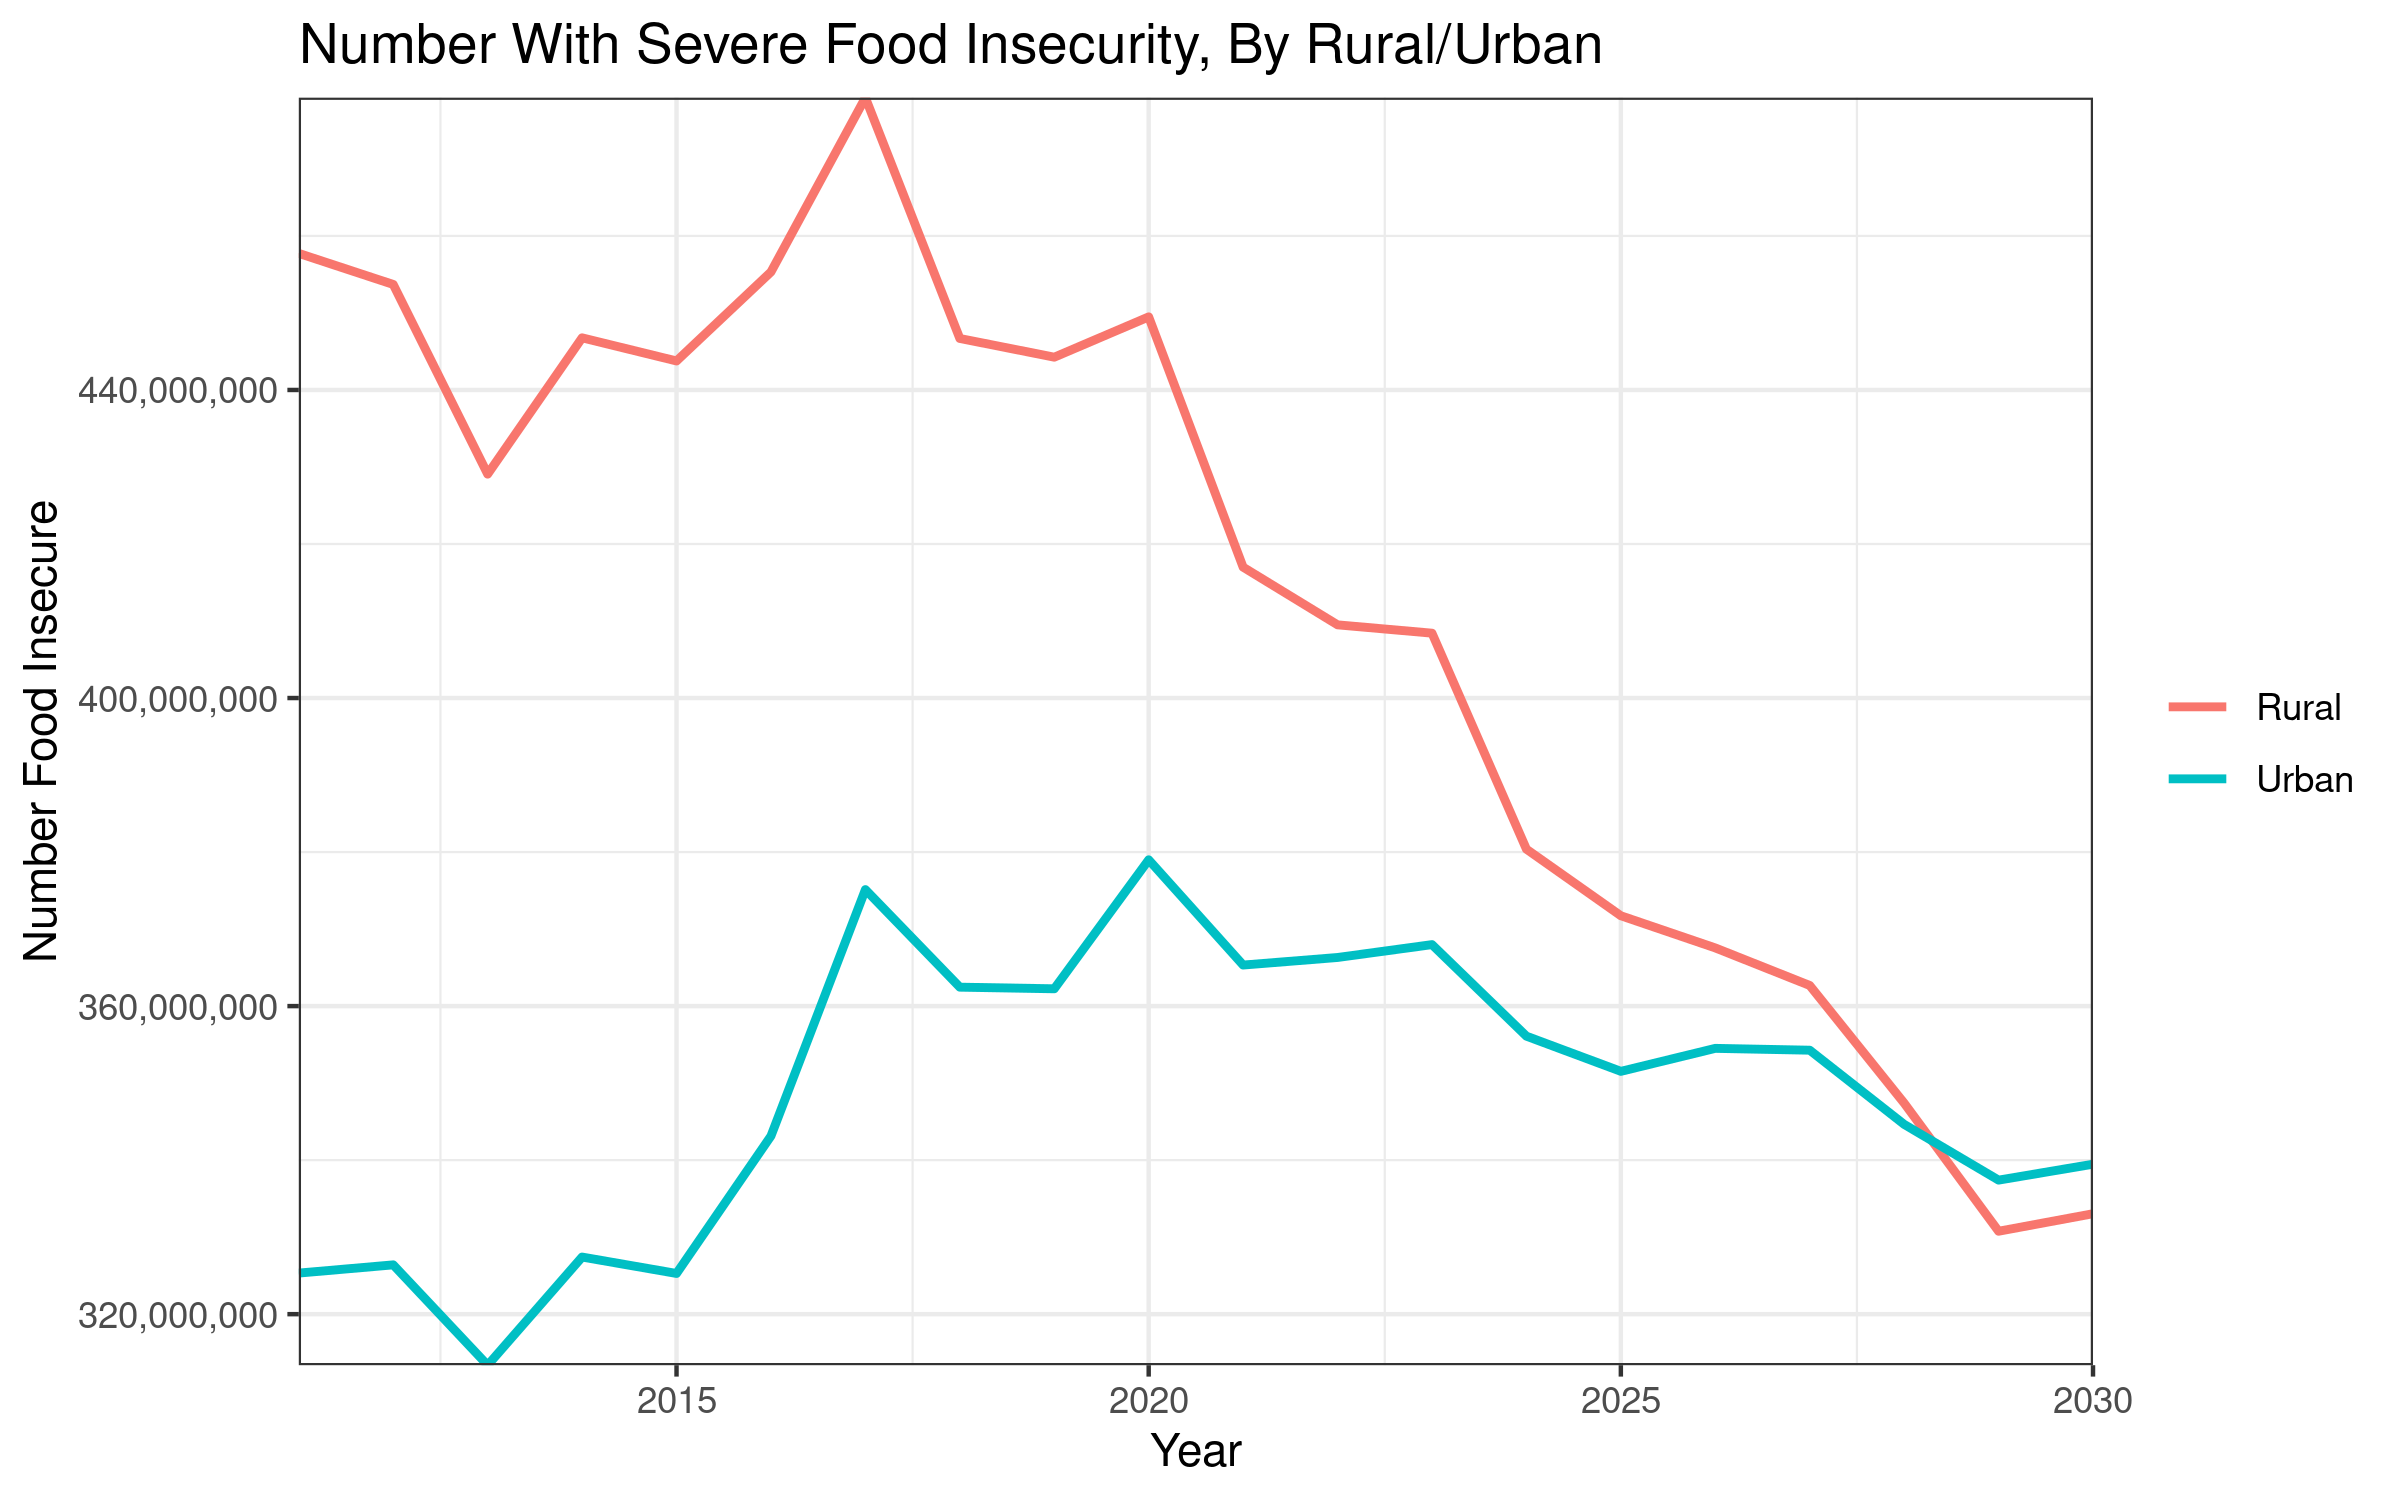 Number With Severe Food Insecurity, By Rural/Urban
Number Food Insecure
440,000,000
400,000,000
360,000,000
320,000,000
2015
2020
2025
2030
Year
Rural
Urban